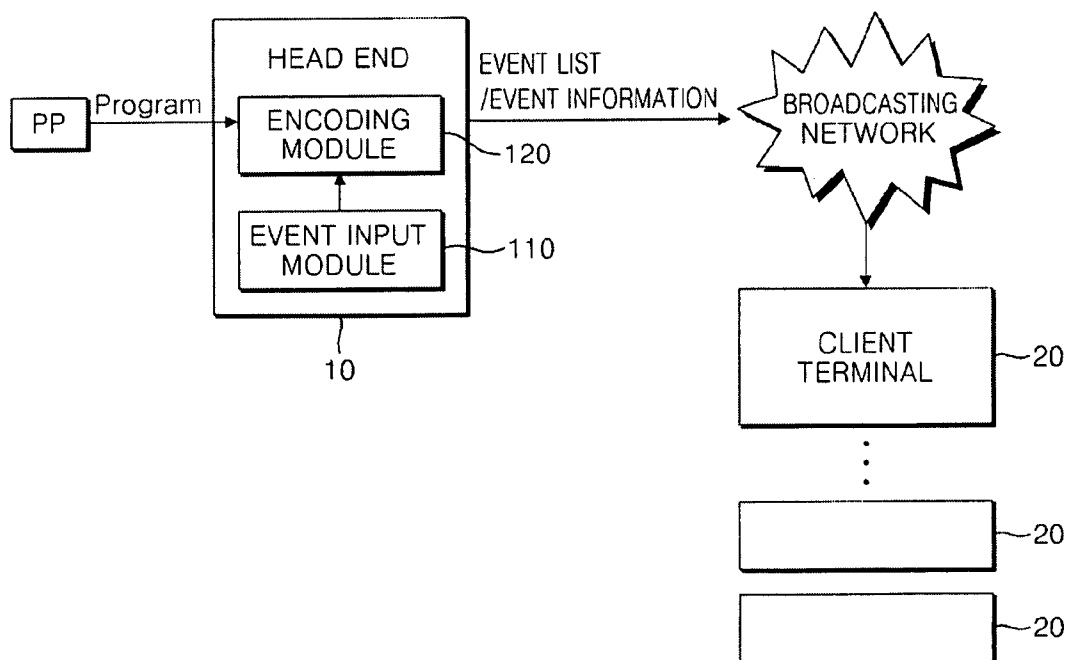 HEAD END
PP
Program
ENCODING
MODULE
120
EVENT INPUT
MODULE
110
10
EVENT LIST
/EVENT INFORMATION
BROADCASTING
NETWORK
CLIENT
TERMINAL
20
20
20